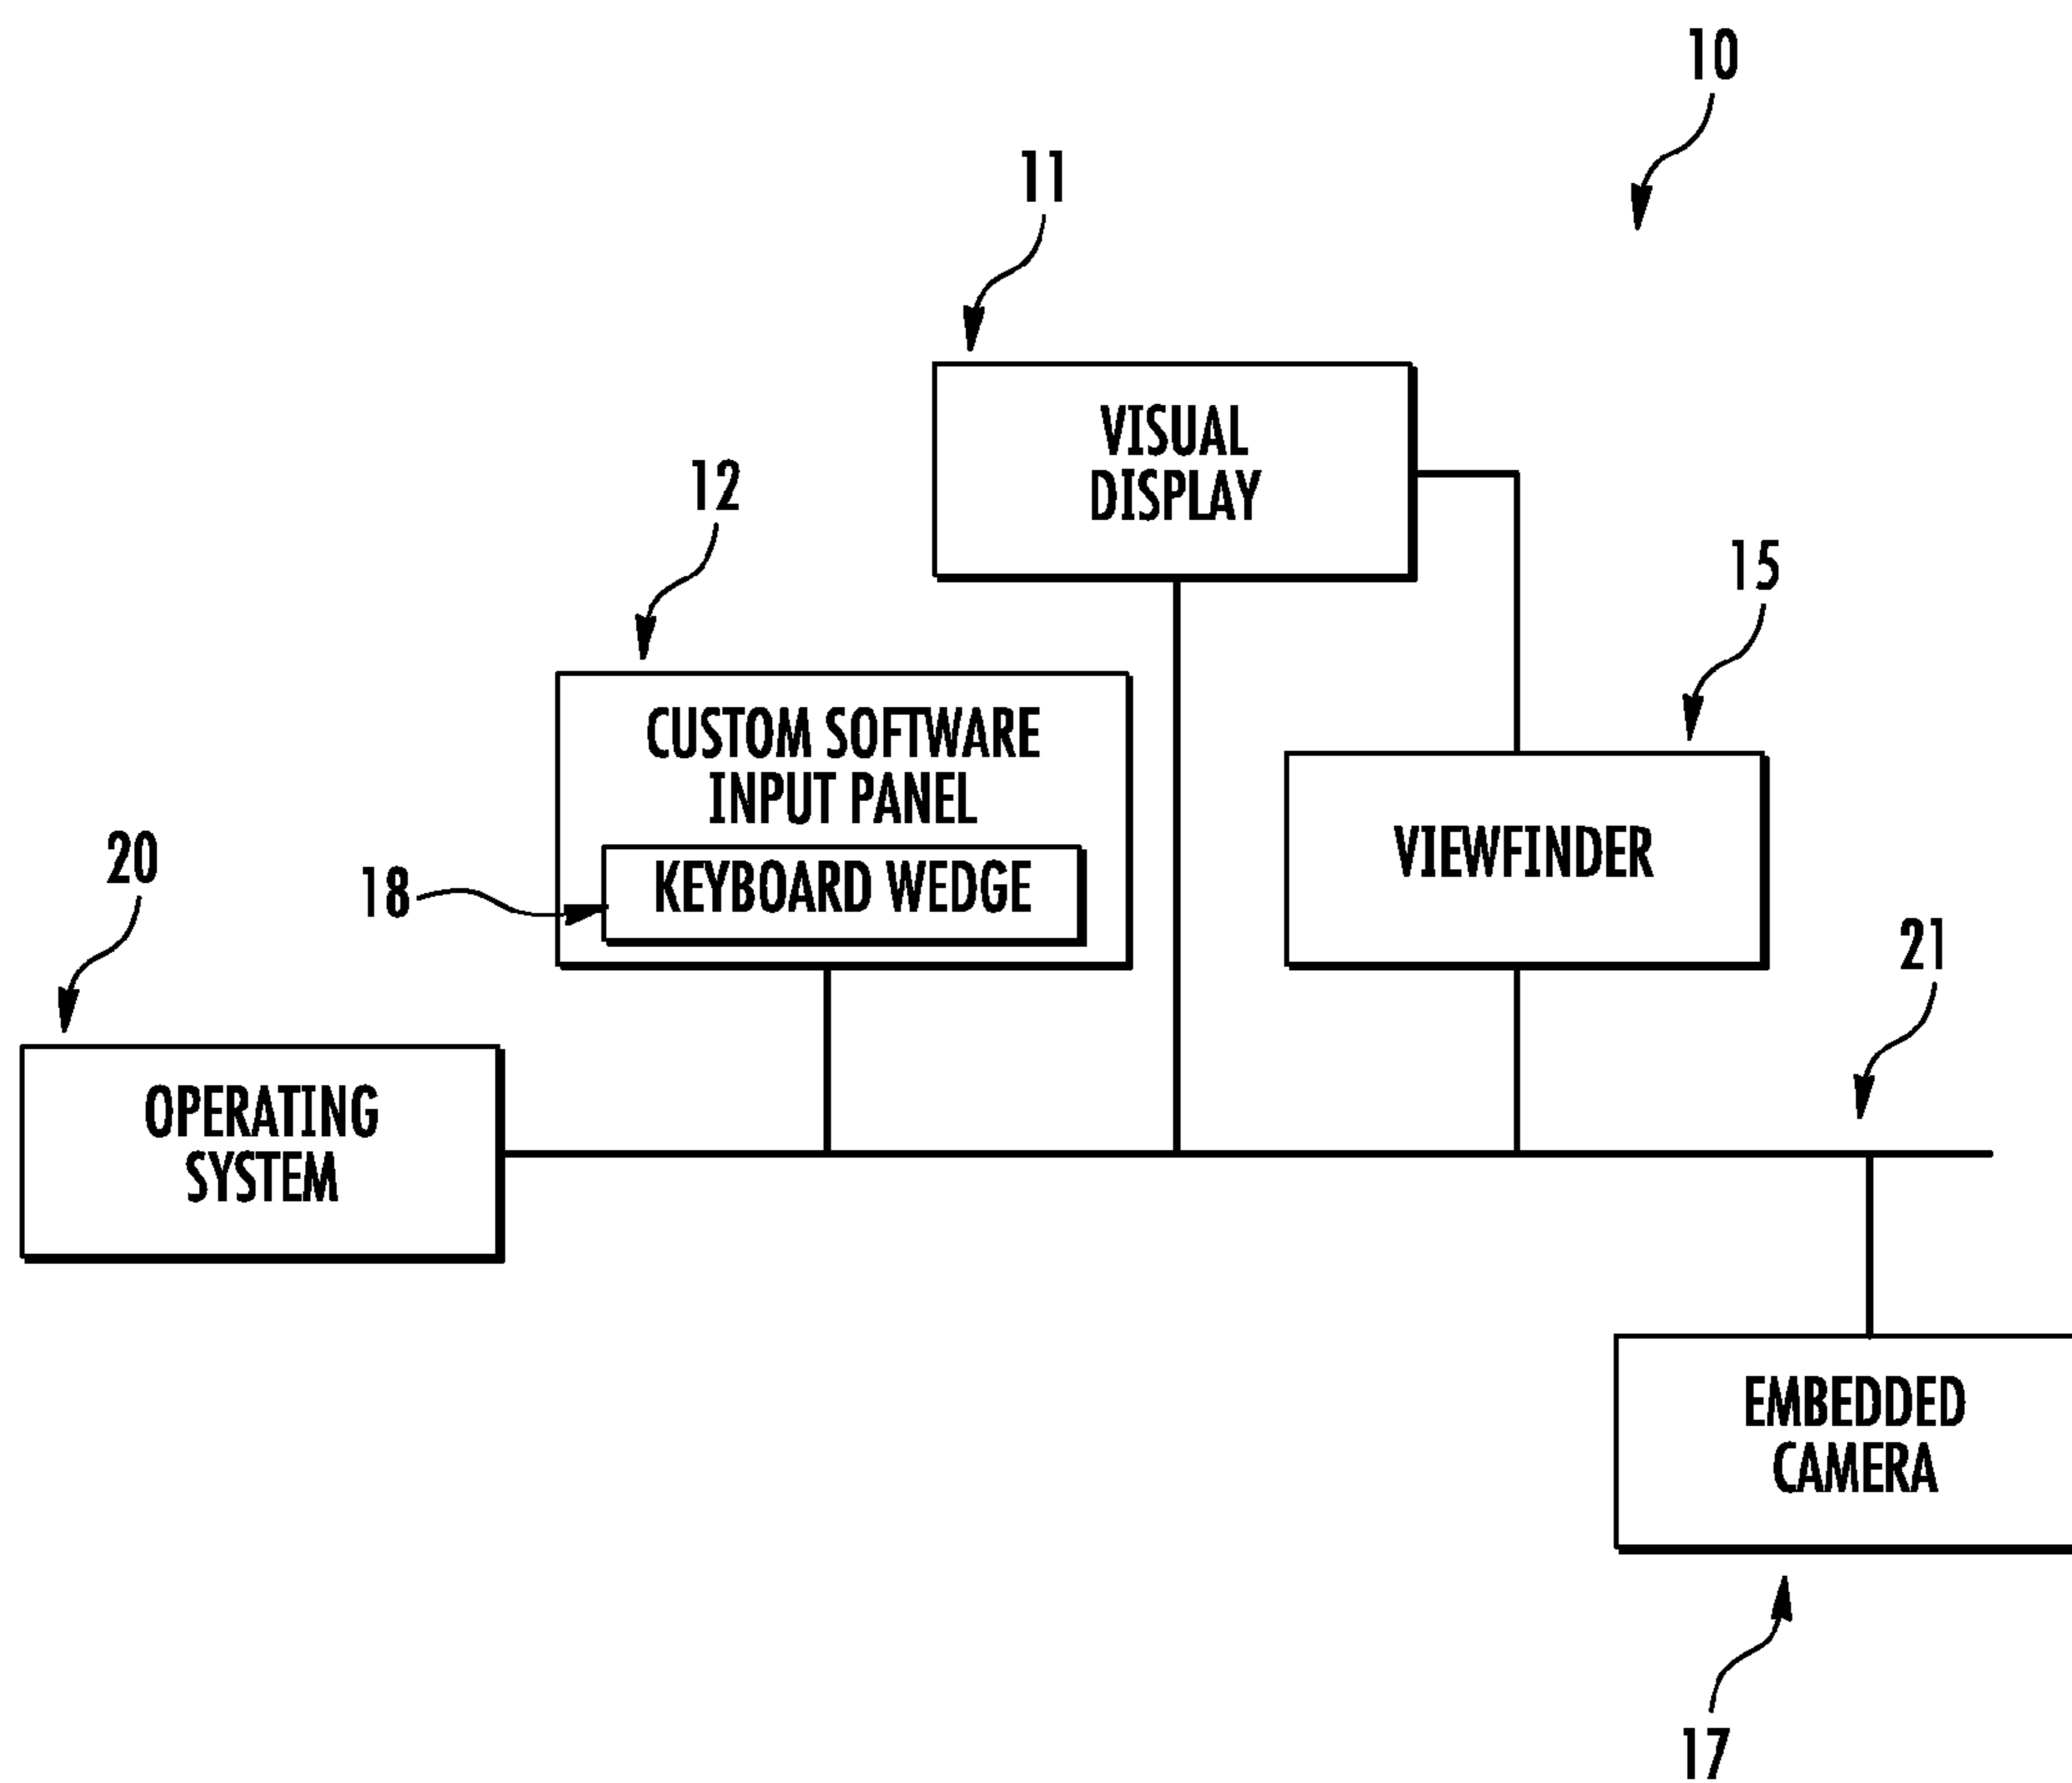 10
11
VISUAL
DISPLAY
12
15
CUSTOM SOFTWARE
INPUT PANEL
18
KEYBOARD WEDGE
VIEWFINDER
20
21
OPERATING
SYSTEM
EMBEDDED
CAMERA
17